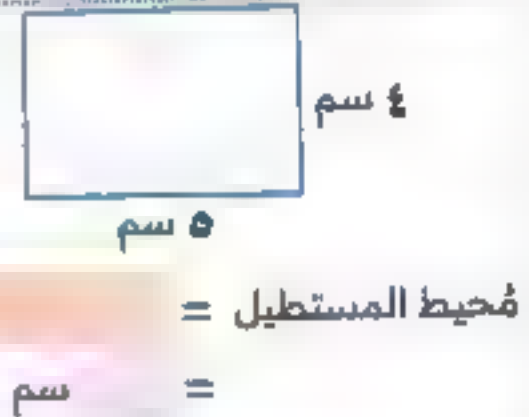 ٤ سم
٥ سم
مُحيط المستطيل =
= سم